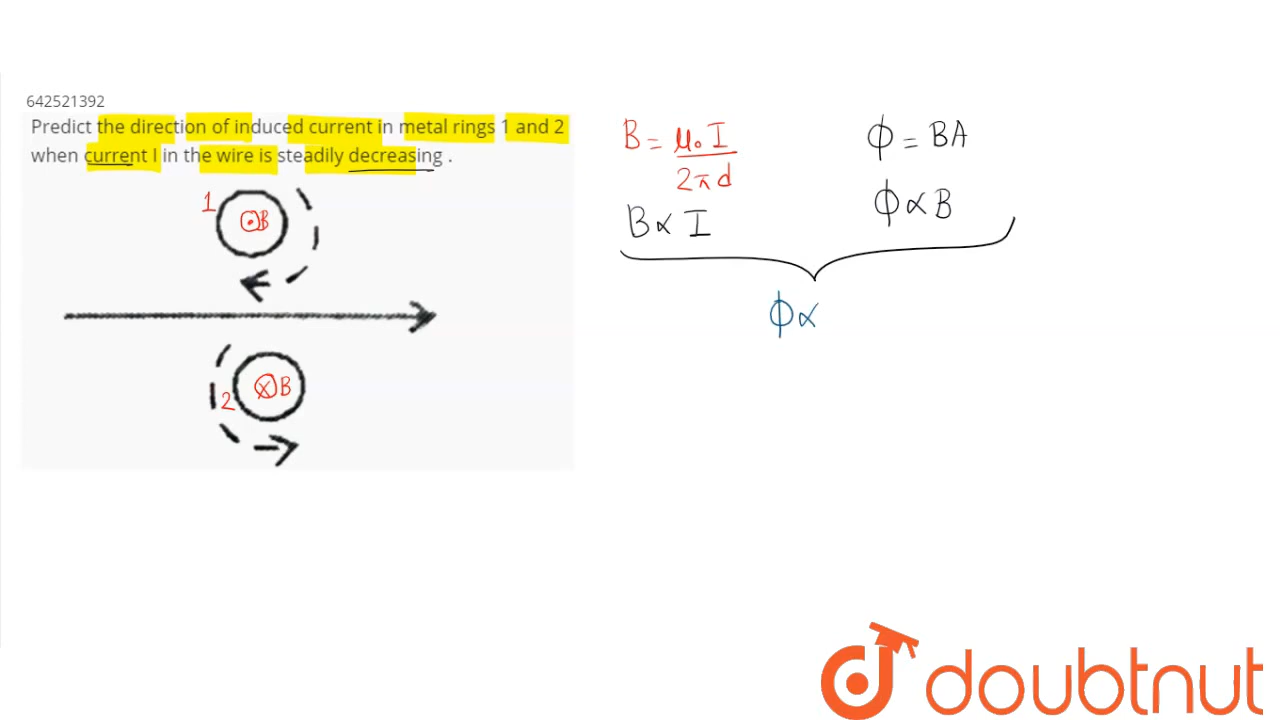 642521392
Predict the direction of induced current in metal rings 1 and 2
when current I in the wire is steadily decreasing .
1
⊙B
2
⊗B
B = μ₀ I
2π d
B ∝ I
ϕ = BA
ϕ ∝ B
ϕ ∝
doubtnut